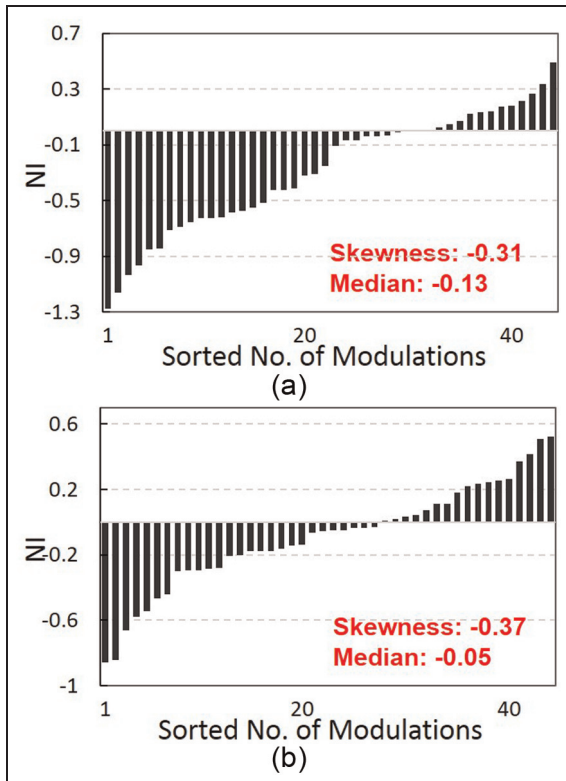 0.7
0.3
-0.1
-0.5
-0.9
-1.3
NI
Skewness: -0.31
Median: -0.13
1 20 40
Sorted No. of Modulations
(a)
0.6
0.2
-0.2
-0.6
-1
NI
Skewness: -0.37
Median: -0.05
1 20 40
Sorted No. of Modulations
(b)